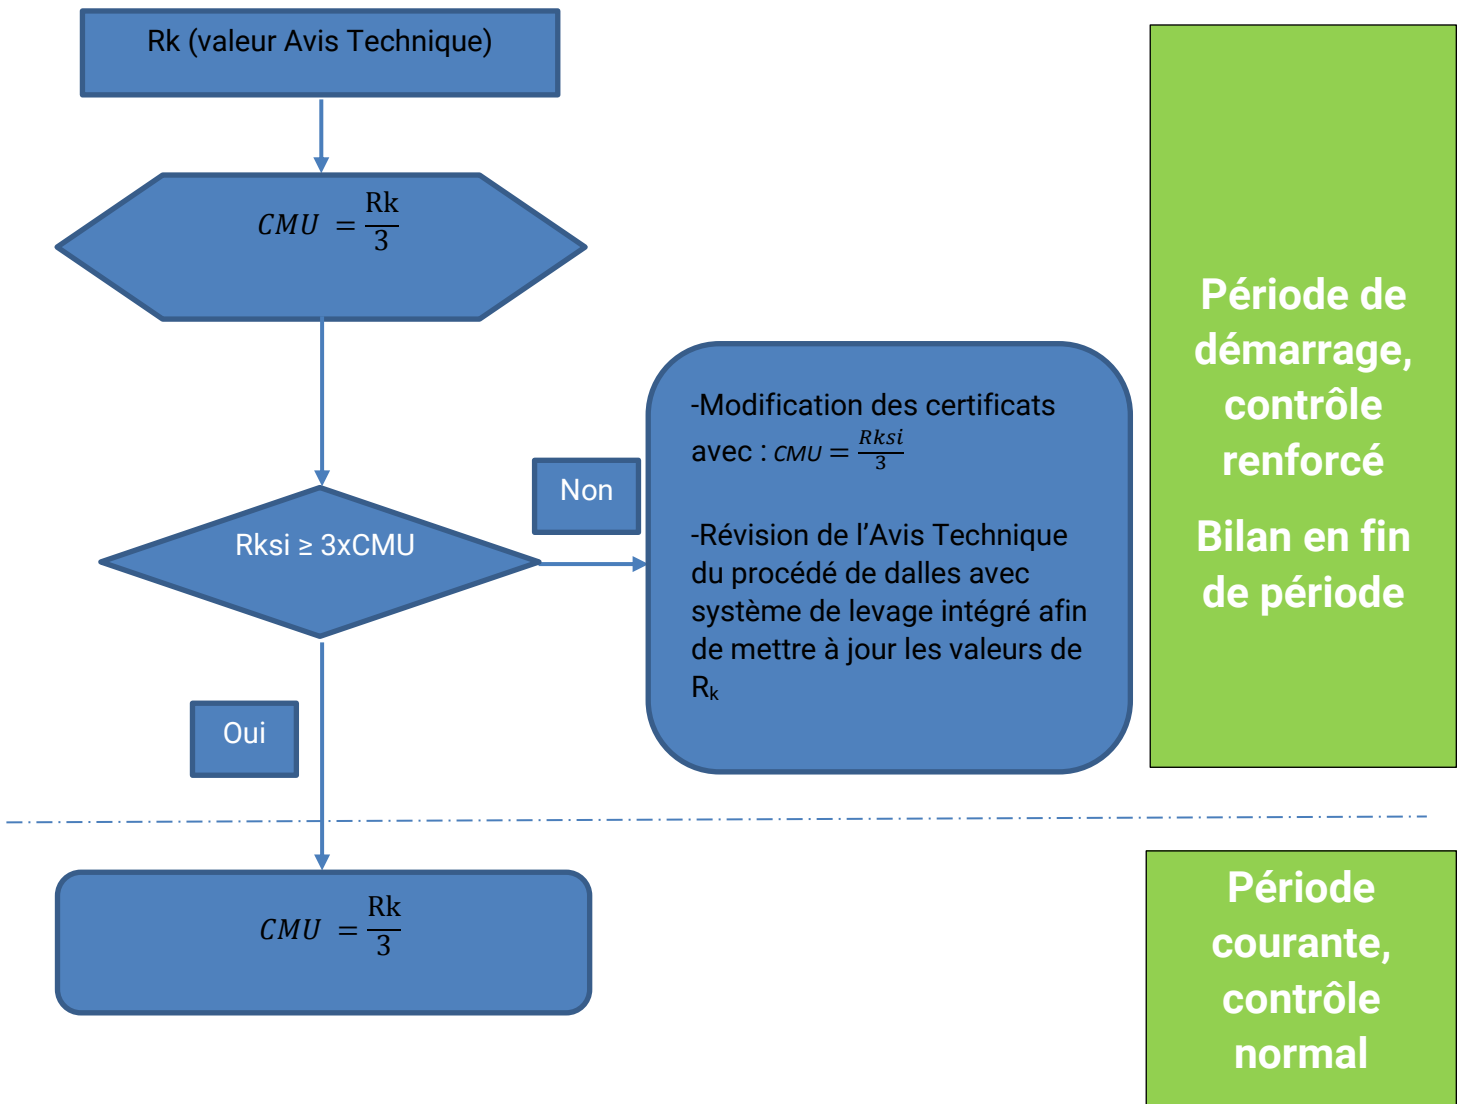 Rk (valeur Avis Technique)
CMU = Rk/3
Rksi ≥ 3xCMU
Non
-Modification des certificats
avec : CMU = Rksi/3
-Révision de l’Avis Technique
du procédé de dalles avec
système de levage intégré afin
de mettre à jour les valeurs de
Rk
Oui
CMU = Rk/3
Période de
démarrage,
contrôle
renforcé
Bilan en fin
de période
Période
courante,
contrôle
normal